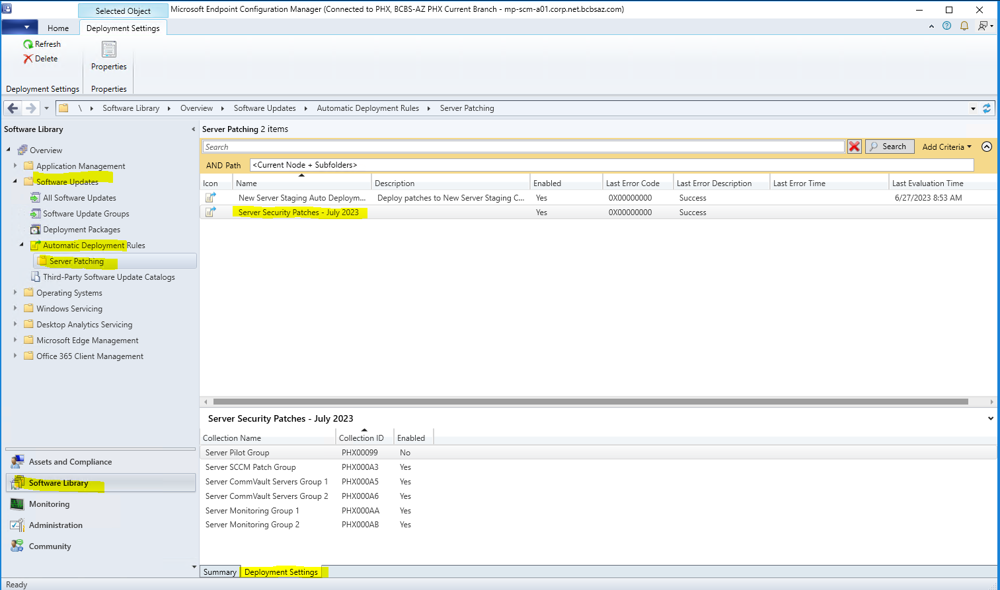 Selected Object
Microsoft Endpoint Configuration Manager (Connected to PHX, BCBS-AZ PHX Current Branch - mp-scm-a01.corp.net.bcbsaz.com)
Home
Deployment Settings
Refresh
Delete
Properties
Deployment Settings
Properties
\ Software Library Overview Software Updates Automatic Deployment Rules Server Patching
Software Library
Overview
Application Management
Software Updates
All Software Updates
Software Update Groups
Deployment Packages
Automatic Deployment Rules
Server Patching
Third-Party Software Update Catalogs
Operating Systems
Windows Servicing
Desktop Analytics Servicing
Microsoft Edge Management
Office 365 Client Management
Assets and Compliance
Software Library
Monitoring
Administration
Community
Server Patching 2 items
Search
Search
Add Criteria
AND Path <Current Node + Subfolders>
Icon Name Description Enabled Last Error Code Last Error Description Last Error Time Last Evaluation Time
New Server Staging Auto Deploym... Deploy patches to New Server Staging C... Yes 0X00000000 Success 6/27/2023 8:53 AM
Server Security Patches - July 2023 Yes 0X00000000 Success
Server Security Patches - July 2023
Collection Name Collection ID Enabled
Server Pilot Group PHX00099 No
Server SCCM Patch Group PHX000A3 Yes
Server CommVault Servers Group 1 PHX000A5 Yes
Server CommVault Servers Group 2 PHX000A6 Yes
Server Monitoring Group 1 PHX000AA Yes
Server Monitoring Group 2 PHX000AB Yes
Summary
Deployment Settings
Ready